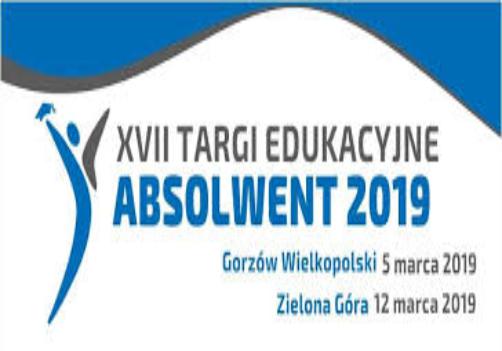 XVII TARGI EDUKACYJNE
ABSOLWENT 2019
Gorzów Wielkopolski 5 marca 2019
Zielona Góra 12 marca 2019